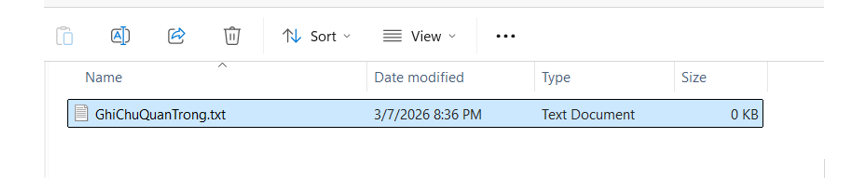 Sort View
Name Date modified Type Size
GhiChuQuanTrong.txt 3/7/2026 8:36 PM Text Document 0 KB